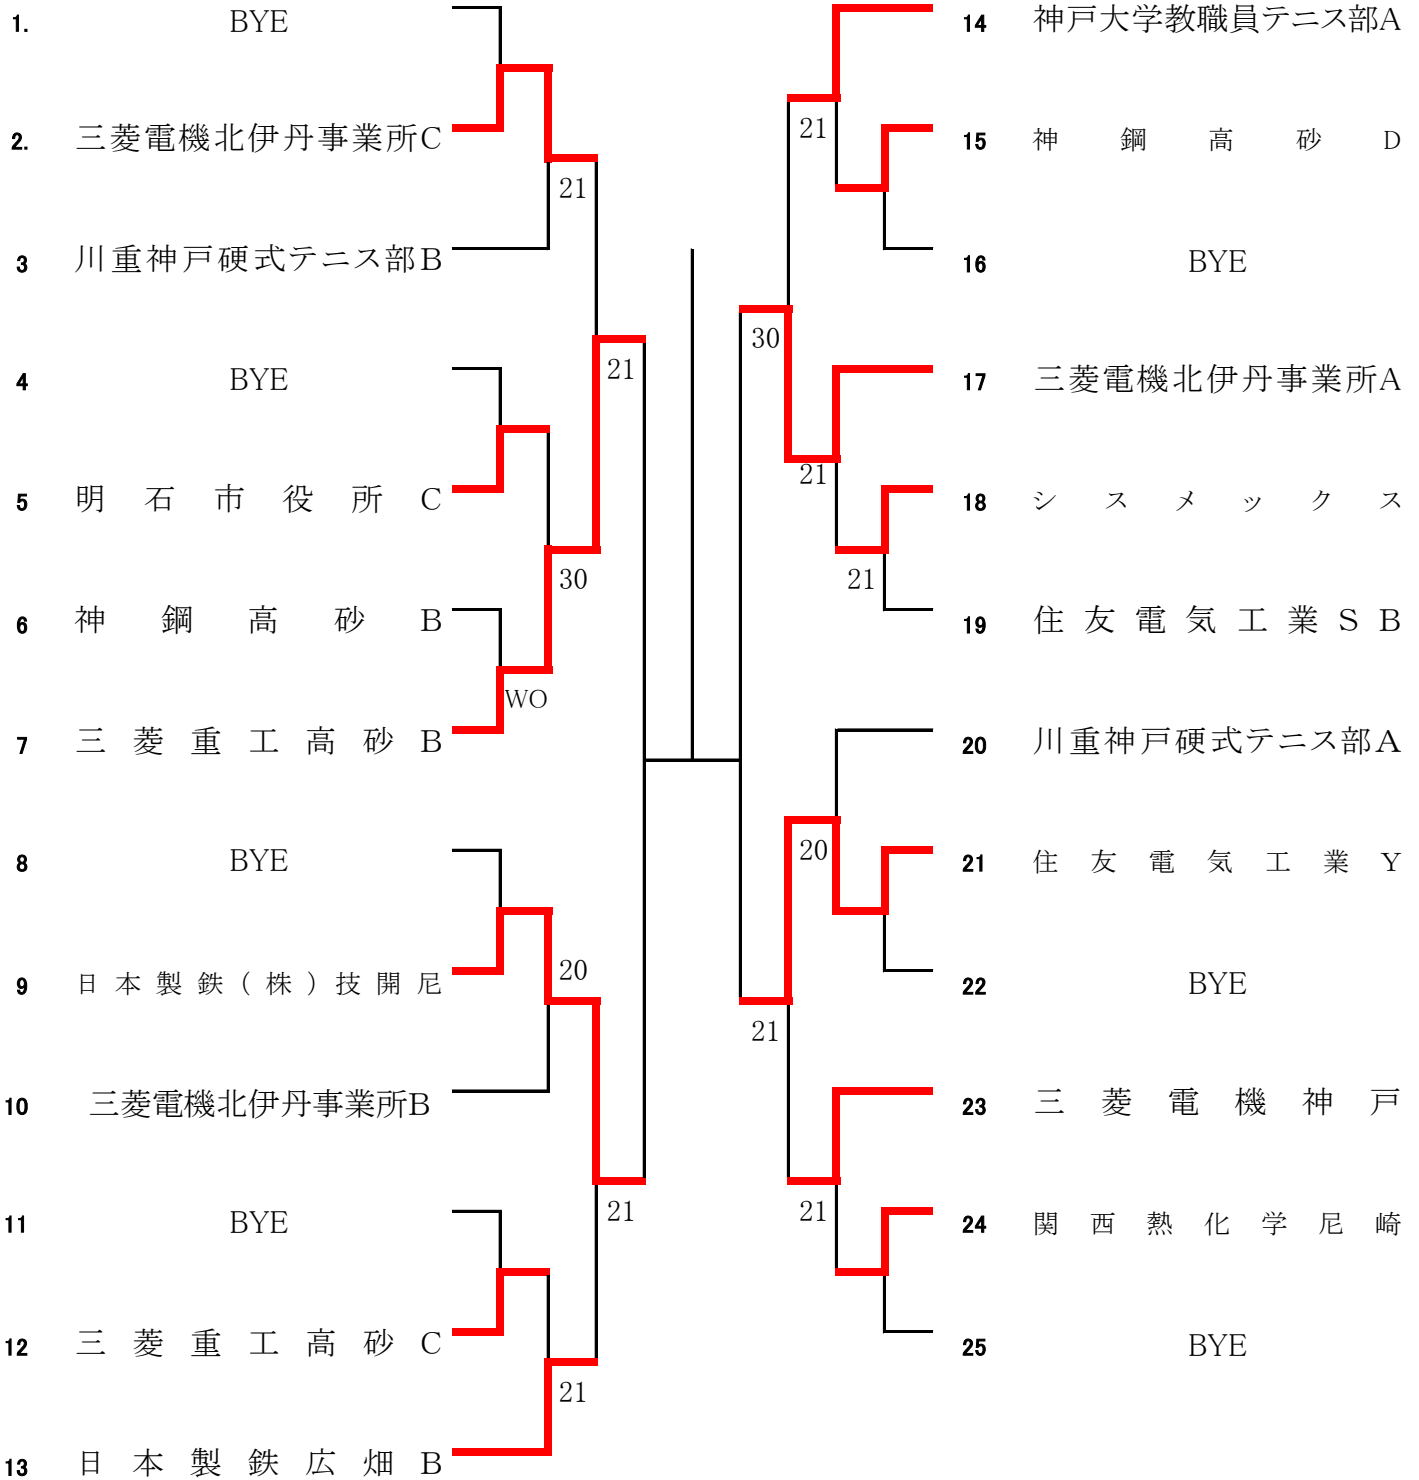 1. BYE
2. 三菱電機北伊丹事業所C
21
3 川重神戸硬式テニス部B
21
4 BYE
5 明石市役所C
30
6 神鋼高砂B
WO
7 三菱重工高砂B
8 BYE
20
9 日本製鉄(株)技開尼
10 三菱電機北伊丹事業所B
21
11 BYE
12 三菱重工高砂C
21
13 日本製鉄広畑B
14 神戸大学教職員テニス部A
21
15 神鋼高砂D
16 BYE
30
17 三菱電機北伊丹事業所A
21
18 シスメックス
21
19 住友電気工業SB
20 川重神戸硬式テニス部A
20
21 住友電気工業Y
22 BYE
21
23 三菱電機神戸
21
24 関西熱化学尼崎
25 BYE